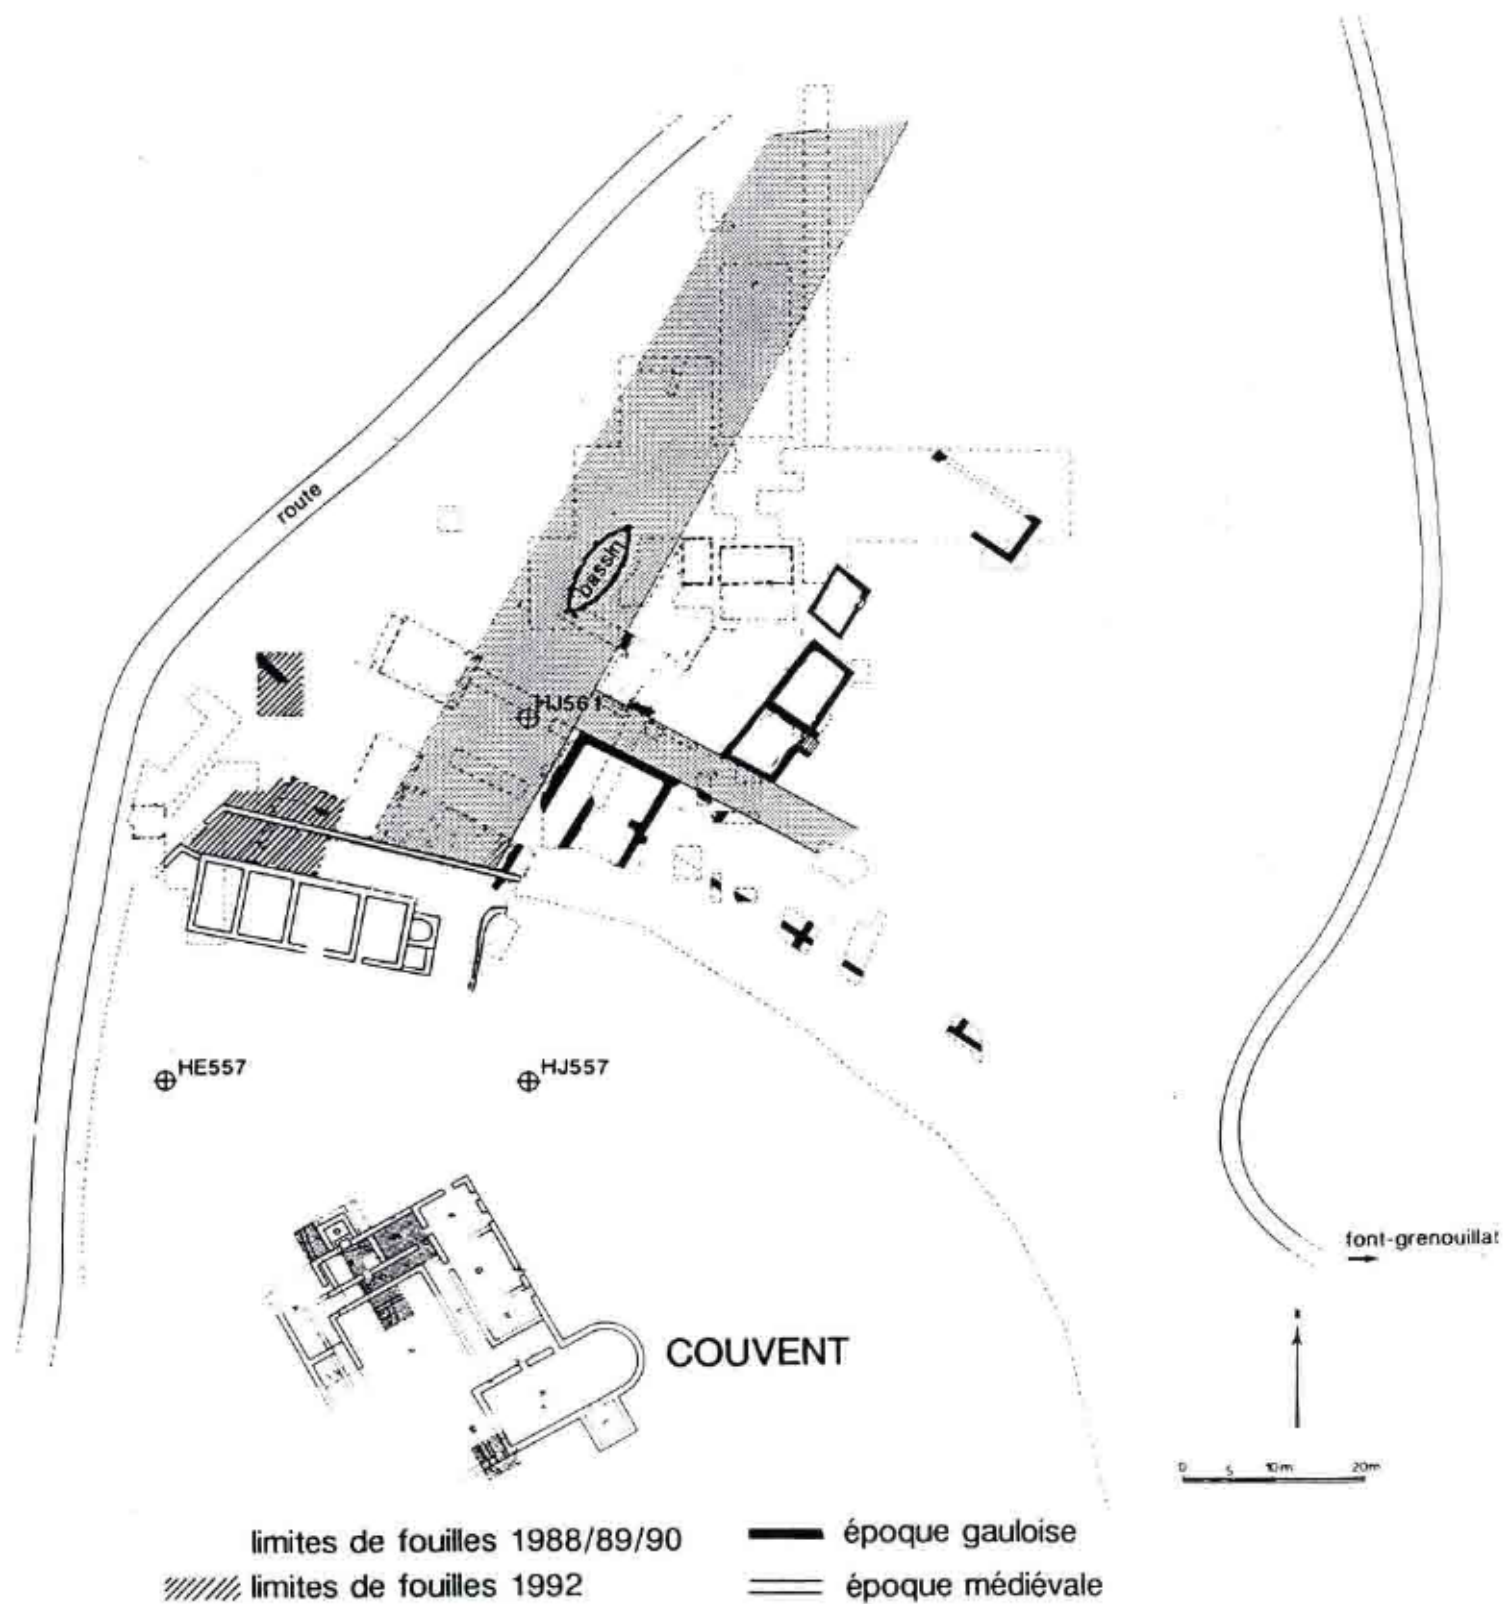 route
bassin
HJ561
HE557
HJ557
font-grenouillat
COUVENT
0 5 10m 20m
limites de fouilles 1988/89/90
limites de fouilles 1992
époque gauloise
époque médiévale